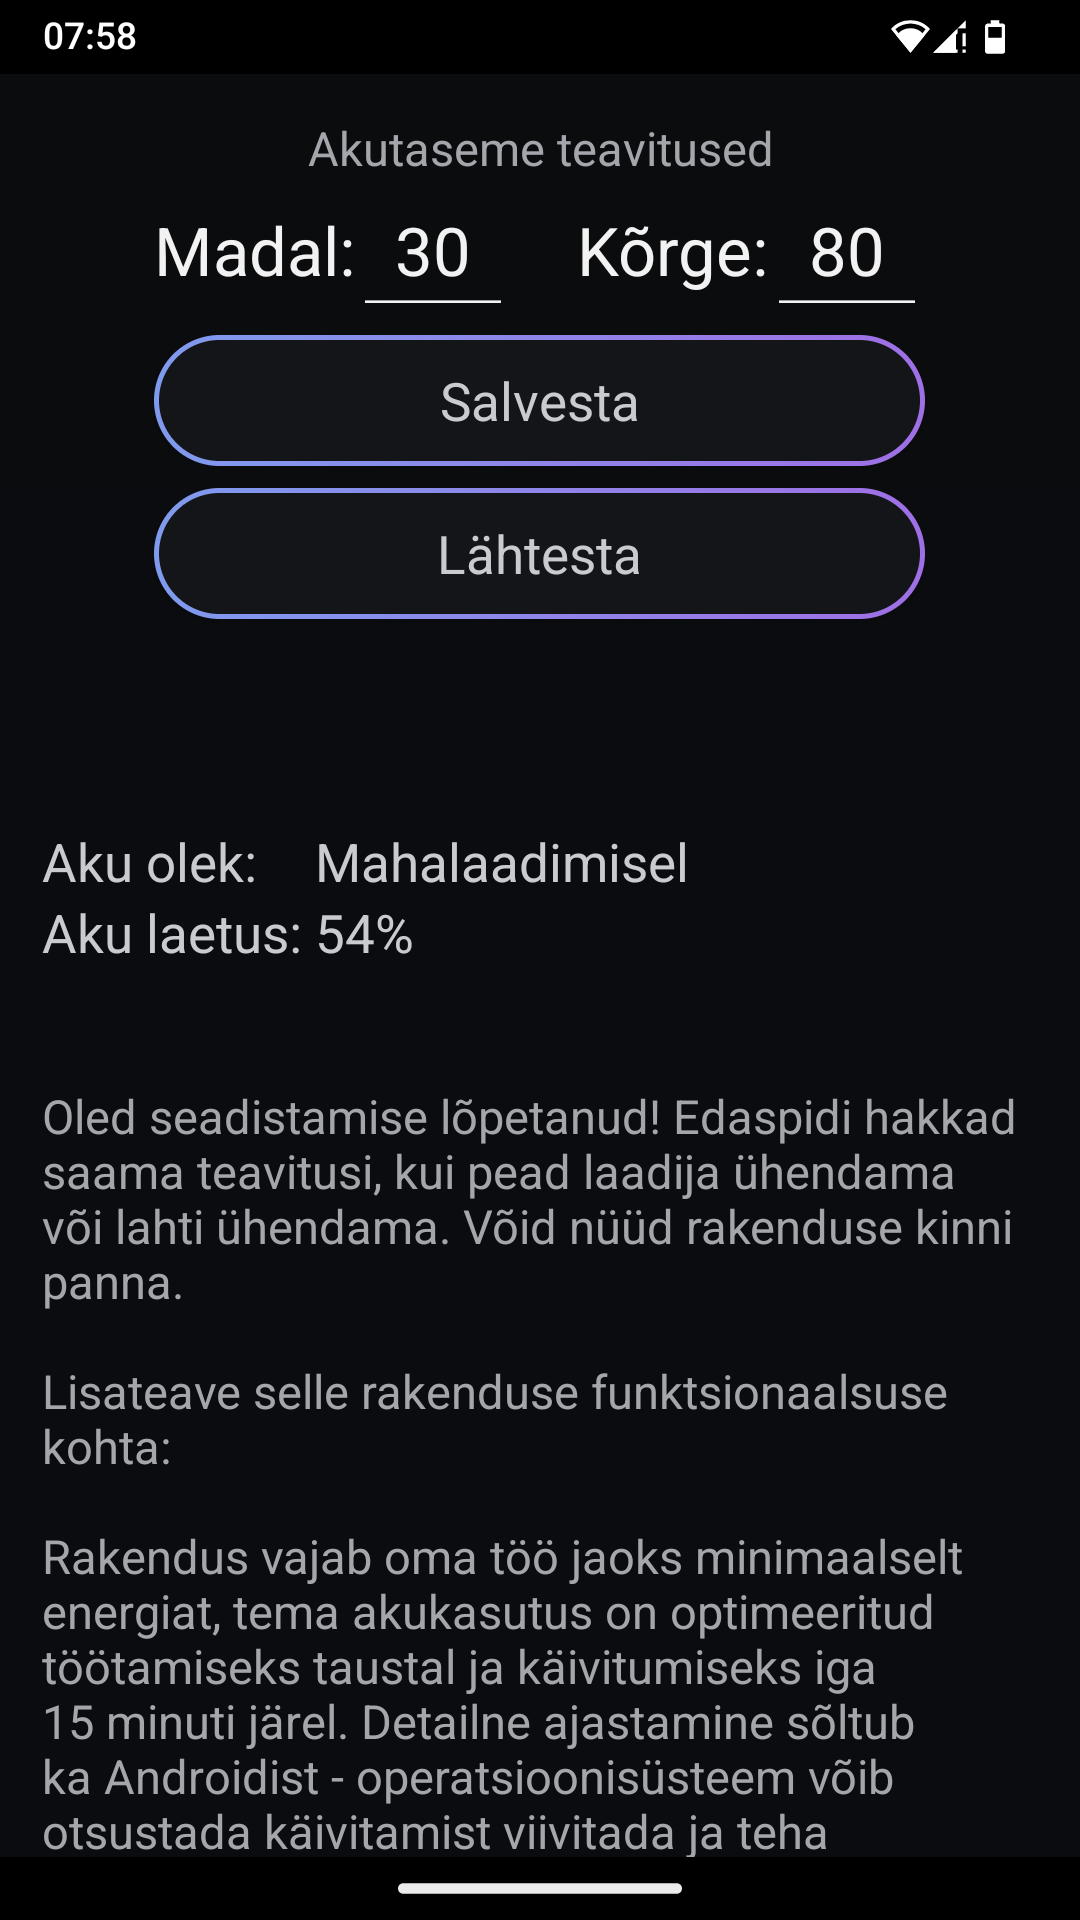 07:58
Akutaseme teavitused
Madal: 30 Kõrge: 80
Salvesta
Lähtesta
Aku olek: Mahalaadimisel
Aku laetus: 54%
Oled seadistamise lõpetanud! Edaspidi hakkad
saama teavitusi, kui pead laadija ühendama
või lahti ühendama. Võid nüüd rakenduse kinni
panna.
Lisateave selle rakenduse funktsionaalsuse
kohta:
Rakendus vajab oma töö jaoks minimaalselt
energiat, tema akukasutus on optimeeritud
töötamiseks taustal ja käivitumiseks iga
15 minuti järel. Detailne ajastamine sõltub
ka Androidist - operatsioonisüsteem võib
otsustada käivitamist viivitada ja teha